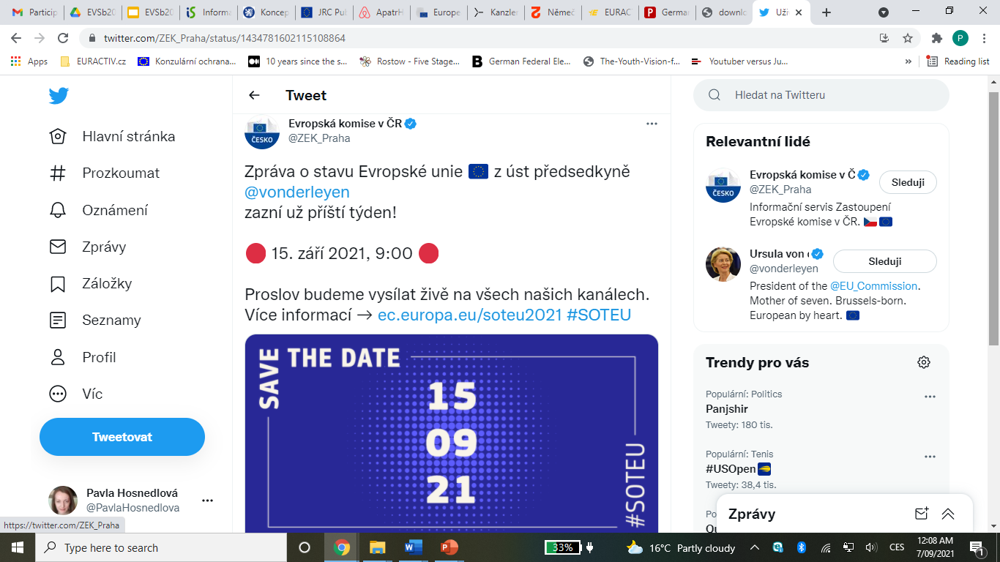 Particip
EVSb20
EVSb20
Informa
Koncep
JRC Pul
ApatrH
Europe
Kanzler
Němeč
EURAC
German
downlo
Uži
twitter.com/ZEK_Praha/status/1434781602115108864
Apps
EURACTIV.cz
Konzulární ochrana...
10 years since the s...
Rostow - Five Stage...
German Federal Ele...
The-Youth-Vision-f...
Youtuber versus Ju...
»
Reading list
Hlavní stránka
Prozkoumat
Oznámení
Zprávy
Záložky
Seznamy
Profil
Víc
Tweetovat
Pavla Hosnedlová
@PavlaHosnedlova
https://twitter.com/ZEK_Praha
Tweet
ČESKO
Evropská komise v ČR
@ZEK_Praha
Zpráva o stavu Evropské unie 🇪🇺 z úst předsedkyně
@vonderleyen
zazní už příští týden!
🔴 15. září 2021, 9:00 🔴
Proslov budeme vysílat živě na všech našich kanálech.
Více informací → ec.europa.eu/soteu2021 #SOTEU
SAVE THE DATE
15
09
21
#SOTEU
Hledat na Twitteru
Relevantní lidé
ČESKO
Evropská komise v Č
@ZEK_Praha
Sleduji
Informační servis Zastoupení
Evropské komise v ČR. 🇨🇿 🇪🇺
Ursula von
@vonderleyen
Sleduji
President of the @EU_Commission.
Mother of seven. Brussels-born.
European by heart. 🇪🇺
Trendy pro vás
Populární: Politics
Panjshir
Tweety: 180 tis.
Populární: Tenis
#USOpen
Tweety: 38,4 tis.
Zprávy
Type here to search
33%
16°C Partly cloudy
CES
12:08 AM
7/09/2021
1